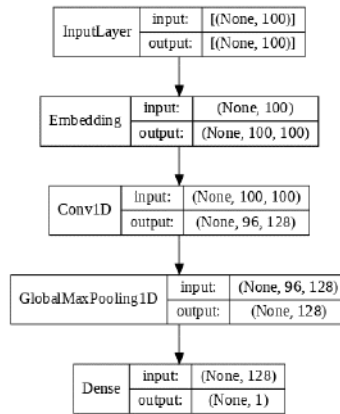 InputLayer
input: [(None, 100)]
output: [(None, 100)]
Embedding
input: (None, 100)
output: (None, 100, 100)
Conv1D
input: (None, 100, 100)
output: (None, 96, 128)
GlobalMaxPooling1D
input: (None, 96, 128)
output: (None, 128)
Dense
input: (None, 128)
output: (None, 1)